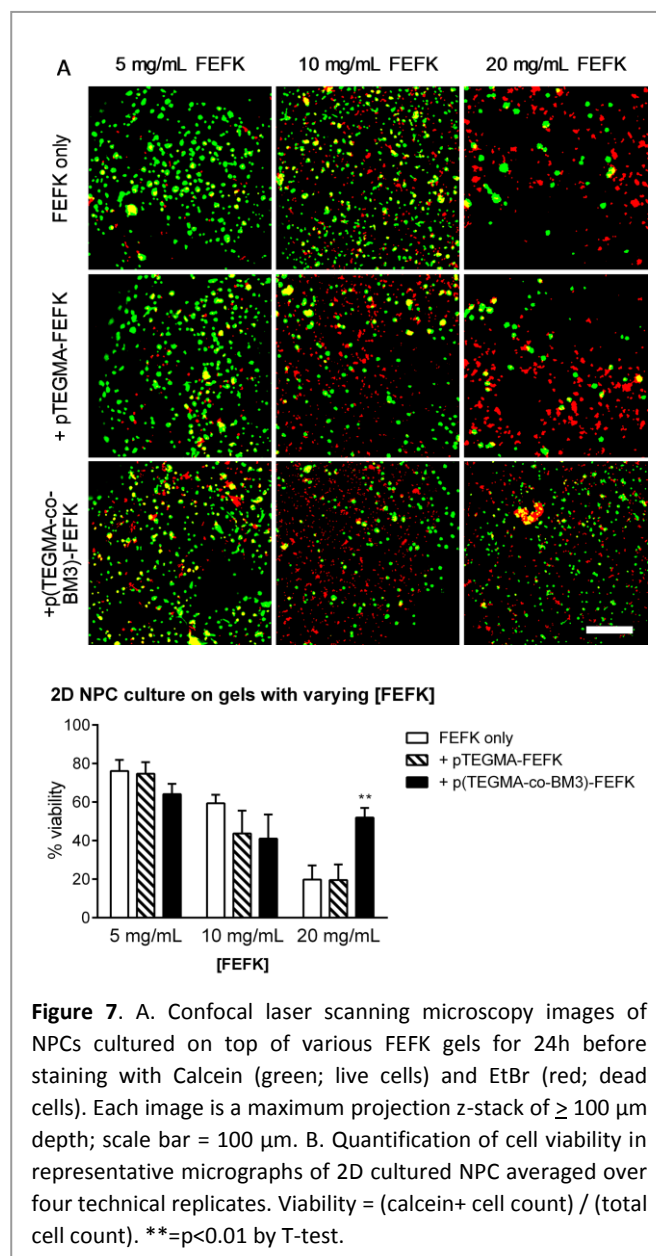 A
5 mg/mL FEFK 10 mg/mL FEFK 20 mg/mL FEFK
FEFK only
+ pTEGMA-FEFK
+p(TEGMA-co-
BM3)-FEFK
2D NPC culture on gels with varying [FEFK]
% viability
100
80
60
40
20
0
**
FEFK only
+ pTEGMA-FEFK
+ p(TEGMA-co-BM3)-FEFK
5 mg/mL 10 mg/mL 20 mg/mL
[FEFK]
Figure 7. A. Confocal laser scanning microscopy images of
NPCs cultured on top of various FEFK gels for 24h before
staining with Calcein (green; live cells) and EtBr (red; dead
cells). Each image is a maximum projection z-stack of ≥ 100 μm
depth; scale bar = 100 μm. B. Quantification of cell viability in
representative micrographs of 2D cultured NPC averaged over
four technical replicates. Viability = (calcein+ cell count) / (total
cell count). **=p<0.01 by T-test.